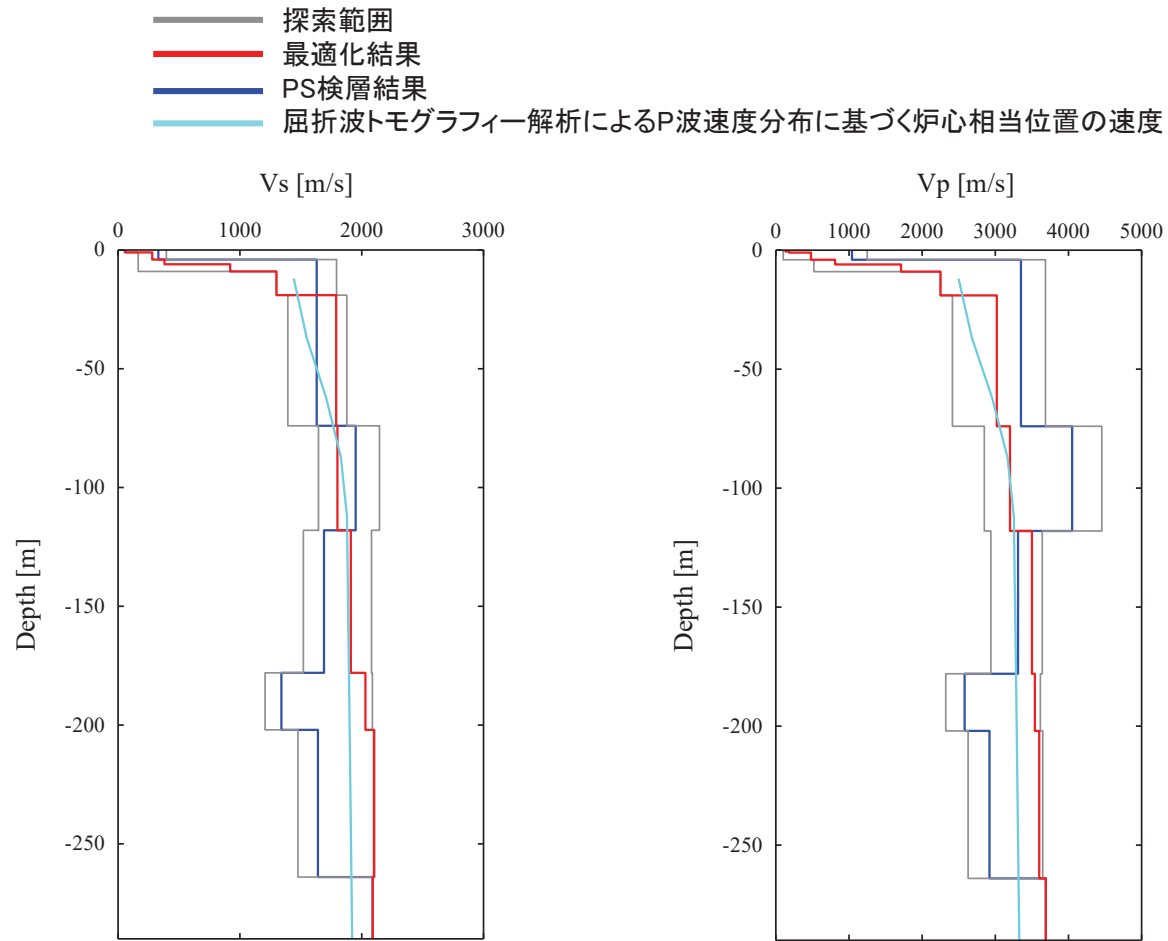 探索範囲
最適化結果
PS検層結果
屈折波トモグラフィー解析によるP波速度分布に基づく炉心相当位置の速度
Vs [m/s]
0 1000 2000 3000
0
-50
-100
-150
-200
-250
Depth [m]
Vp [m/s]
0 1000 2000 3000 4000 5000
0
-50
-100
-150
-200
-250
Depth [m]